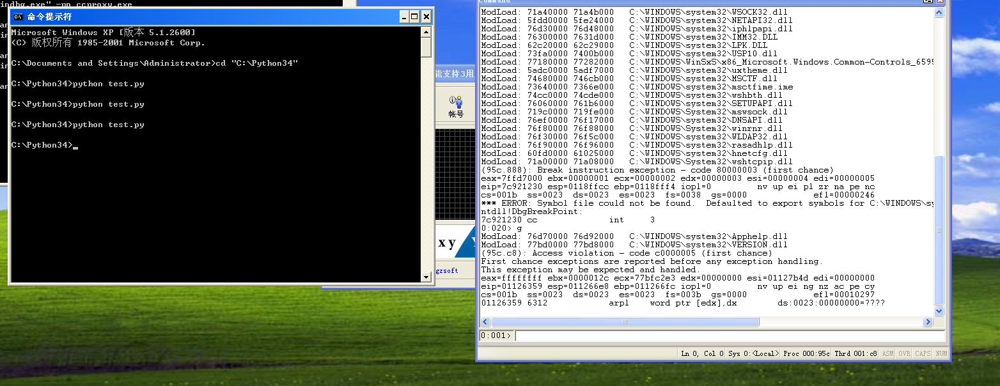 indbg.exe" -pn ccproxy.exe
命令提示符
Microsoft Windows XP [版本 5.1.2600]
(C) 版权所有 1985-2001 Microsoft Corp.
C:\Documents and Settings\Administrator>cd "C:\Python34"
C:\Python34>python test.py
C:\Python34>python test.py
C:\Python34>python test.py
C:\Python34>
能支持3用
帐号
xy
gzsoft
Command
ModLoad: 71a40000 71a4b000   C:\WINDOWS\system32\WSOCK32.dll
ModLoad: 5fdd0000 5fe24000   C:\WINDOWS\system32\NETAPI32.dll
ModLoad: 76d30000 76d48000   C:\WINDOWS\system32\iphlpapi.dll
ModLoad: 76300000 7631d000   C:\WINDOWS\system32\IMM32.DLL
ModLoad: 62c20000 62c29000   C:\WINDOWS\system32\LPK.DLL
ModLoad: 73fa0000 7400b000   C:\WINDOWS\system32\USP10.dll
ModLoad: 77180000 77282000   C:\WINDOWS\WinSxS\x86_Microsoft.Windows.Common-Controls_6595
ModLoad: 5adc0000 5adf7000   C:\WINDOWS\system32\uxtheme.dll
ModLoad: 74680000 746cb000   C:\WINDOWS\system32\MSCTF.dll
ModLoad: 73640000 7366e000   C:\WINDOWS\system32\msctfime.ime
ModLoad: 74cc0000 74cde000   C:\WINDOWS\system32\wshbth.dll
ModLoad: 76060000 761b6000   C:\WINDOWS\system32\SETUPAPI.dll
ModLoad: 719c0000 719fe000   C:\WINDOWS\system32\mswsock.dll
ModLoad: 76ef0000 76f17000   C:\WINDOWS\system32\DNSAPI.dll
ModLoad: 76f80000 76f88000   C:\WINDOWS\System32\winrnr.dll
ModLoad: 76f30000 76f5c000   C:\WINDOWS\system32\WLDAP32.dll
ModLoad: 76f90000 76f96000   C:\WINDOWS\system32\rasadhlp.dll
ModLoad: 60fd0000 61025000   C:\WINDOWS\system32\hnetcfg.dll
ModLoad: 71a00000 71a08000   C:\WINDOWS\System32\wshtcpip.dll
(95c.888): Break instruction exception - code 80000003 (first chance)
eax=7ffd7000 ebx=00000001 ecx=00000002 edx=00000003 esi=00000004 edi=00000005
eip=7c921230 esp=0118ffcc ebp=0118fff4 iopl=0         nv up ei pl zr na pe nc
cs=001b  ss=0023  ds=0023  es=0023  fs=0038  gs=0000             efl=00000246
*** ERROR: Symbol file could not be found.  Defaulted to export symbols for C:\WINDOWS\sy
ntdll!DbgBreakPoint:
7c921230 cc              int     3
0:020> g
ModLoad: 76d70000 76d92000   C:\WINDOWS\system32\Apphelp.dll
ModLoad: 77bd0000 77bd8000   C:\WINDOWS\system32\VERSION.dll
(95c.c8): Access violation - code c0000005 (first chance)
First chance exceptions are reported before any exception handling.
This exception may be expected and handled.
eax=ffffffff ebx=0000012c ecx=77bfc2e3 edx=00000000 esi=01127b4d edi=00000000
eip=01126359 esp=011266e8 ebp=011266fc iopl=0         nv up ei ng nz ac pe cy
cs=001b  ss=0023  ds=0023  es=0023  fs=003b  gs=0000             efl=00010297
01126359 6312            arpl    word ptr [edx],dx        ds:0023:00000000=????
0:001>
Ln 0, Col 0 Sys 0:<Local> Proc 000:95c Thrd 001:c8 ASM OVR CAPS NUM